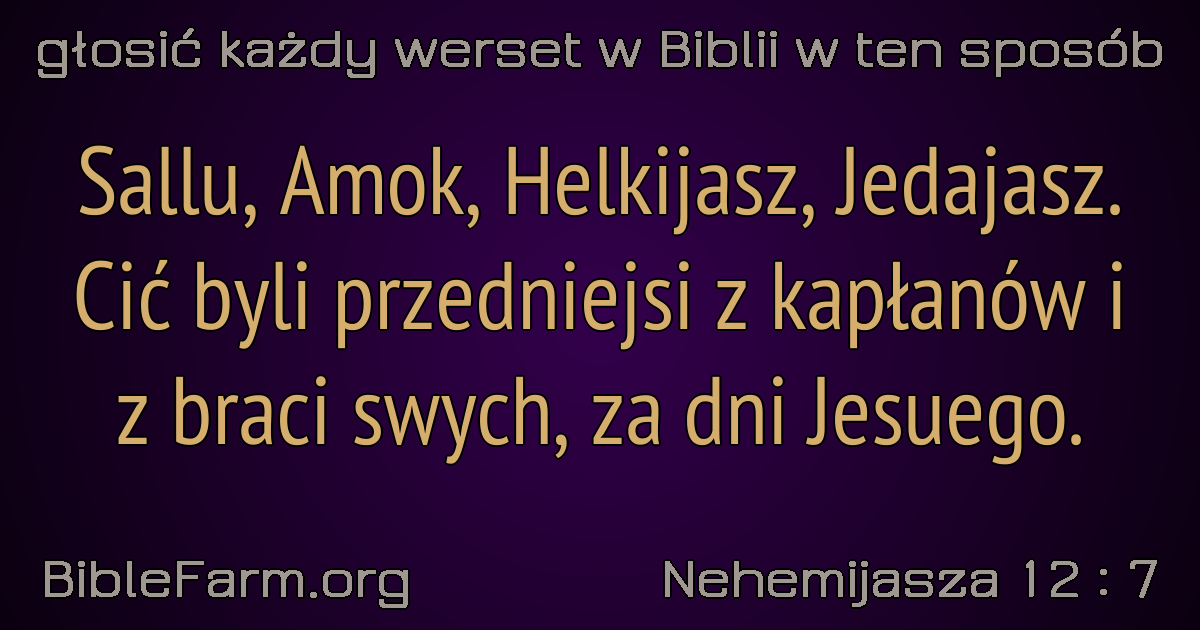 głosić każdy werset w Biblii w ten sposób
Sallu, Amok, Helkijasz, Jedajasz.
Cić byli przedniejsi z kapłanów i
z braci swych, za dni Jesuego.
BibleFarm.org
Nehemijasza 12 : 7